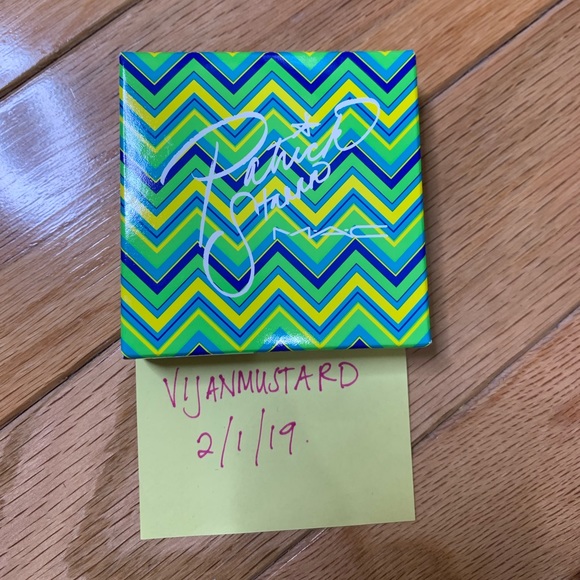 Patrick
Starrr
MAC
VIJANMUSTARD
2/1/19.